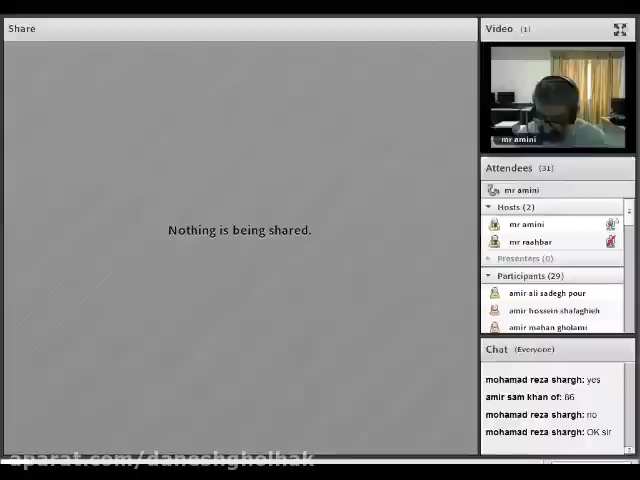 Share
Nothing is being shared.
Video (1)
mr amini
Attendees (31)
mr amini
Hosts (2)
mr amini
mr raahbar
Presenters (0)
Participants (29)
amir ali sadegh pour
amir hossein shafaghieh
amir mahan gholami
Chat (Everyone)
mohamad reza shargh: yes
amir sam khan of: 86
mohamad reza shargh: no
mohamad reza shargh: OK sir
aparat.com/daneshgholhak